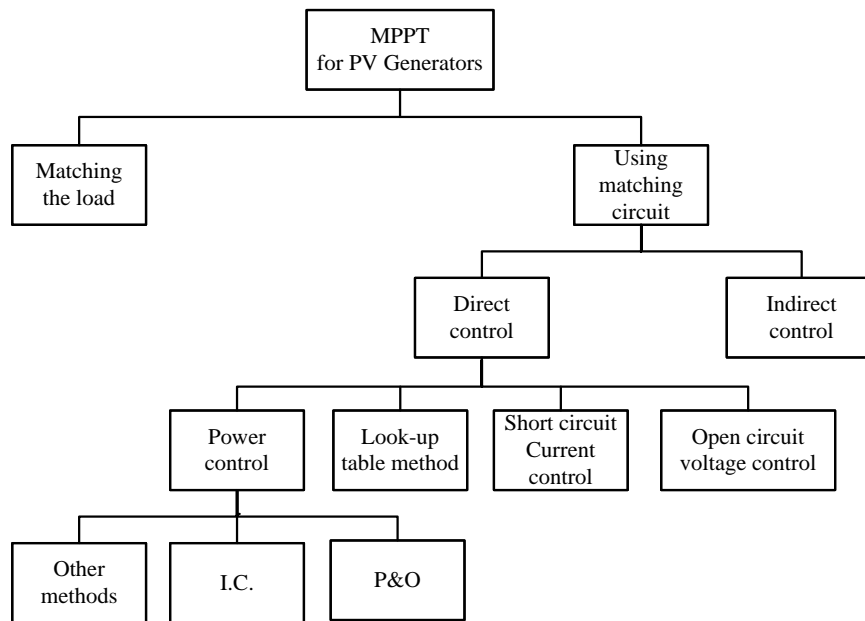 MPPT
for PV Generators
Matching
the load
Using
matching
circuit
Direct
control
Indirect
control
Power
control
Look-up
table method
Short circuit
Current
control
Open circuit
voltage control
Other
methods
I.C.
P&O